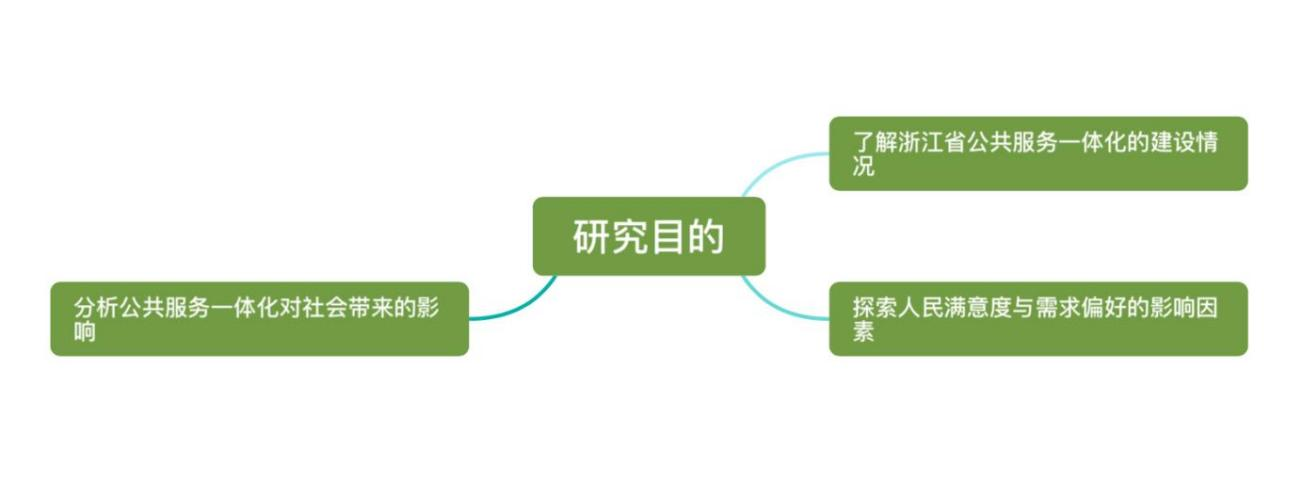 研究目的
了解浙江省公共服务一体化的建设情
况
探索人民满意度与需求偏好的影响因
素
分析公共服务一体化对社会带来的影
响